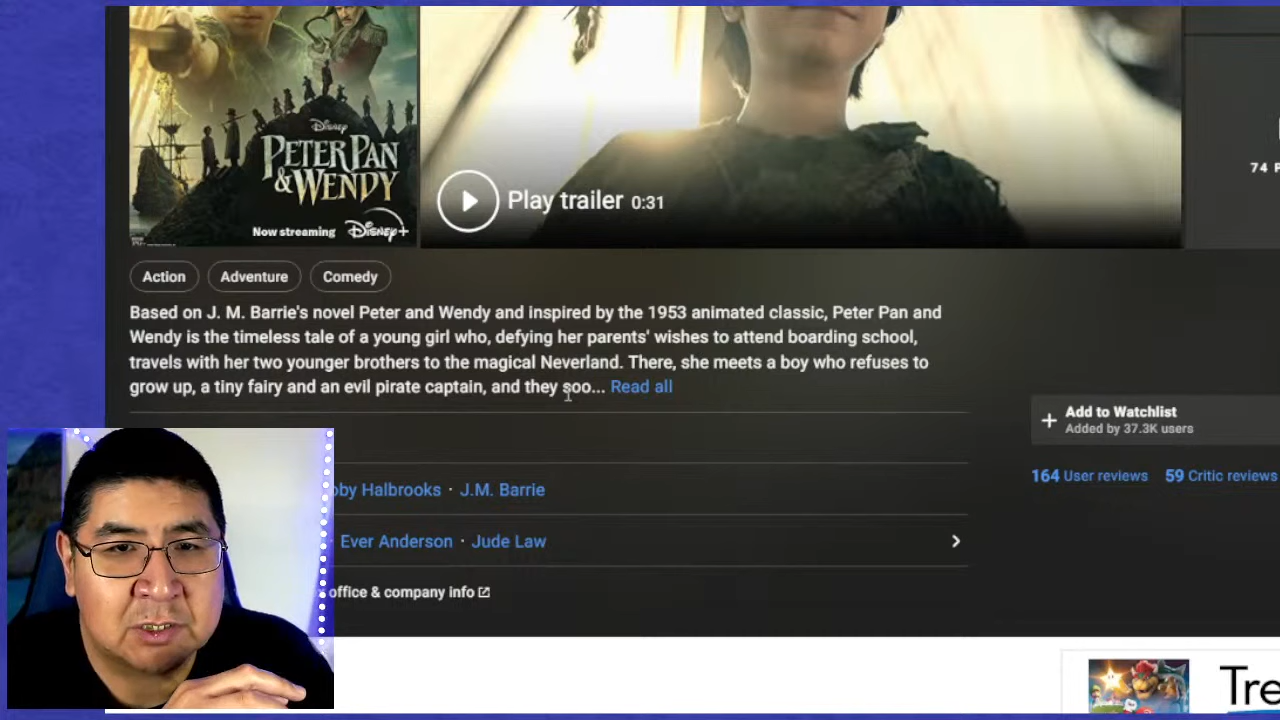 Disney
PETER PAN
& WENDY
Now streaming Disney+
Play trailer 0:31
74 P
Action
Adventure
Comedy
Based on J. M. Barrie's novel Peter and Wendy and inspired by the 1953 animated classic, Peter Pan and
Wendy is the timeless tale of a young girl who, defying her parents' wishes to attend boarding school,
travels with her two younger brothers to the magical Neverland. There, she meets a boy who refuses to
grow up, a tiny fairy and an evil pirate captain, and they soo... Read all
Add to Watchlist
Added by 37.3K users
164 User reviews 59 Critic reviews
oby Halbrooks · J.M. Barrie
Ever Anderson · Jude Law
office & company info
Tre